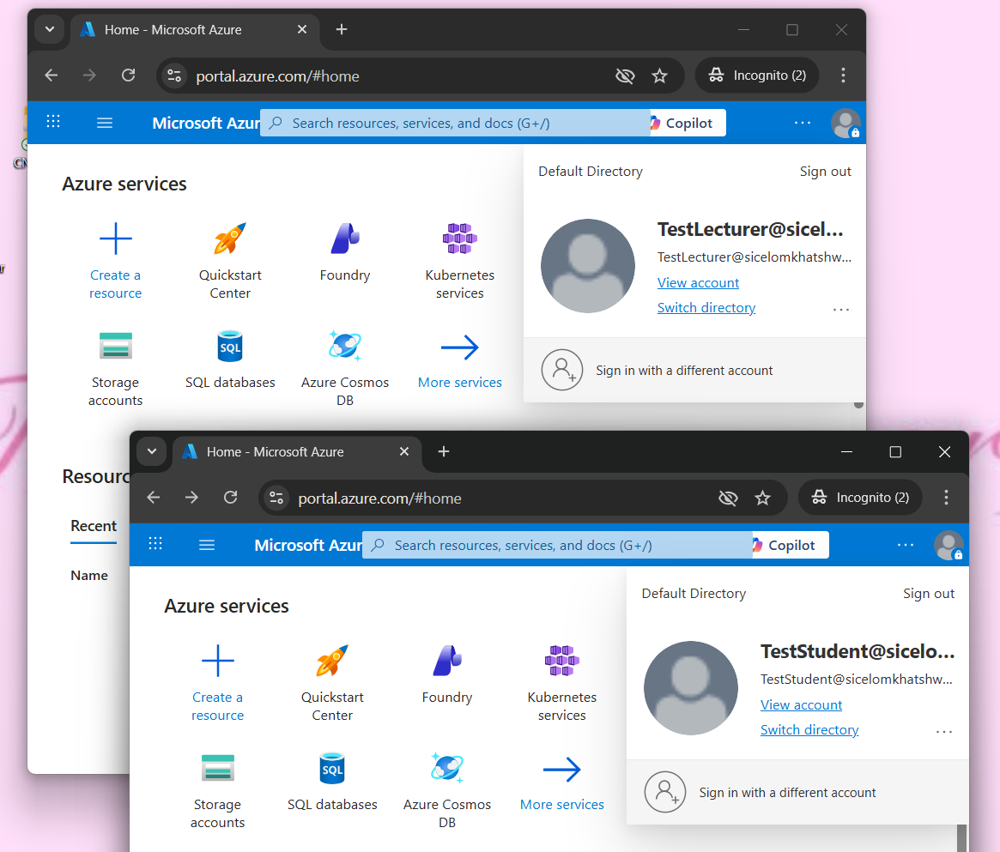 Home - Microsoft Azure
portal.azure.com/#home
Incognito (2)
Microsoft Azur
Search resources, services, and docs (G+/)
Copilot
Default Directory
Sign out
Azure services
TestLecturer@sicel...
TestLecturer@sicelomkhatshw...
View account
Switch directory
Create a
resource
Quickstart
Center
Foundry
Kubernetes
services
Sign in with a different account
Storage
accounts
SQL databases
Azure Cosmos
DB
More services
Resourc
Recent
Name
Home - Microsoft Azure
portal.azure.com/#home
Incognito (2)
Microsoft Azur
Search resources, services, and docs (G+/)
Copilot
Default Directory
Sign out
Azure services
TestStudent@sicelo...
TestStudent@sicelomkhatshw...
View account
Switch directory
Create a
resource
Quickstart
Center
Foundry
Kubernetes
services
Sign in with a different account
SQL
Storage
accounts
SQL databases
Azure Cosmos
DB
More services